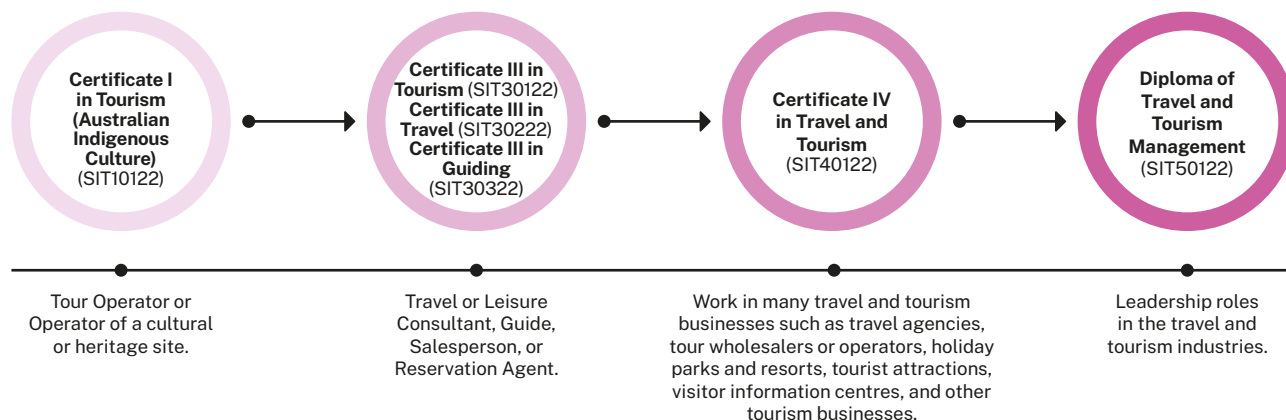 Certificate I
in Tourism
(Australian
Indigenous
Culture)
(SIT10122)
Certificate III in
Tourism (SIT30122)
Certificate III in
Travel (SIT30222)
Certificate III in
Guiding
(SIT30322)
Certificate IV
in Travel and
Tourism
(SIT40122)
Diploma of
Travel and
Tourism
Management
(SIT50122)
Tour Operator or
Operator of a cultural
or heritage site.
Travel or Leisure
Consultant, Guide,
Salesperson, or
Reservation Agent.
Work in many travel and tourism
businesses such as travel agencies,
tour wholesalers or operators, holiday
parks and resorts, tourist attractions,
visitor information centres, and other
tourism businesses.
Leadership roles
in the travel and
tourism industries.